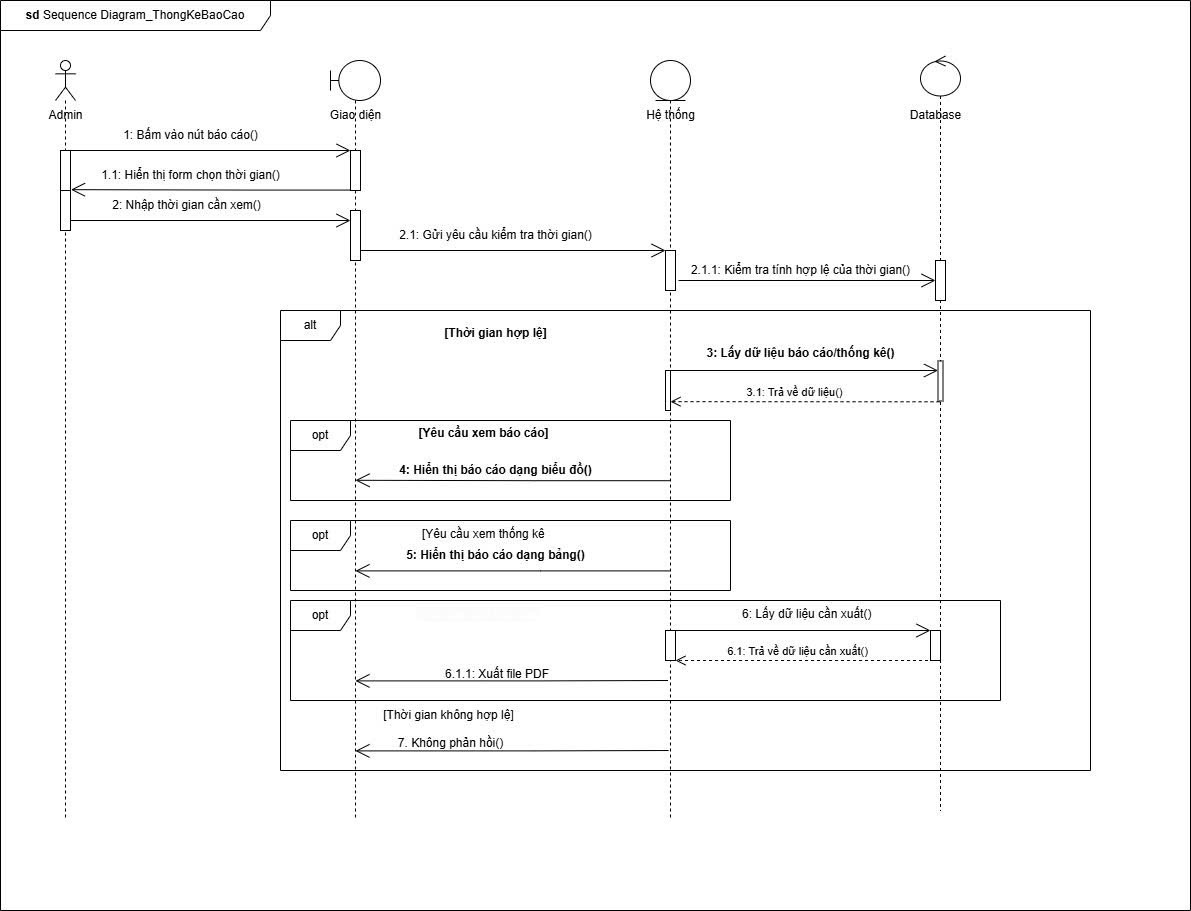 sd Sequence Diagram_ThongKeBaoCao
Admin
Giao diện
Hệ thống
Database
1: Bấm vào nút báo cáo()
1.1: Hiển thị form chọn thời gian()
2: Nhập thời gian cần xem()
2.1: Gửi yêu cầu kiểm tra thời gian()
2.1.1: Kiểm tra tính hợp lệ của thời gian()
alt
[Thời gian hợp lệ]
3: Lấy dữ liệu báo cáo/thống kê()
3.1: Trả về dữ liệu()
opt
[Yêu cầu xem báo cáo]
4: Hiển thị báo cáo dạng biểu đồ()
opt
[Yêu cầu xem thống kê
5: Hiển thị báo cáo dạng bảng()
opt
6: Lấy dữ liệu cần xuất()
6.1: Trả về dữ liệu cần xuất()
6.1.1: Xuất file PDF
[Thời gian không hợp lệ]
7. Không phản hồi()